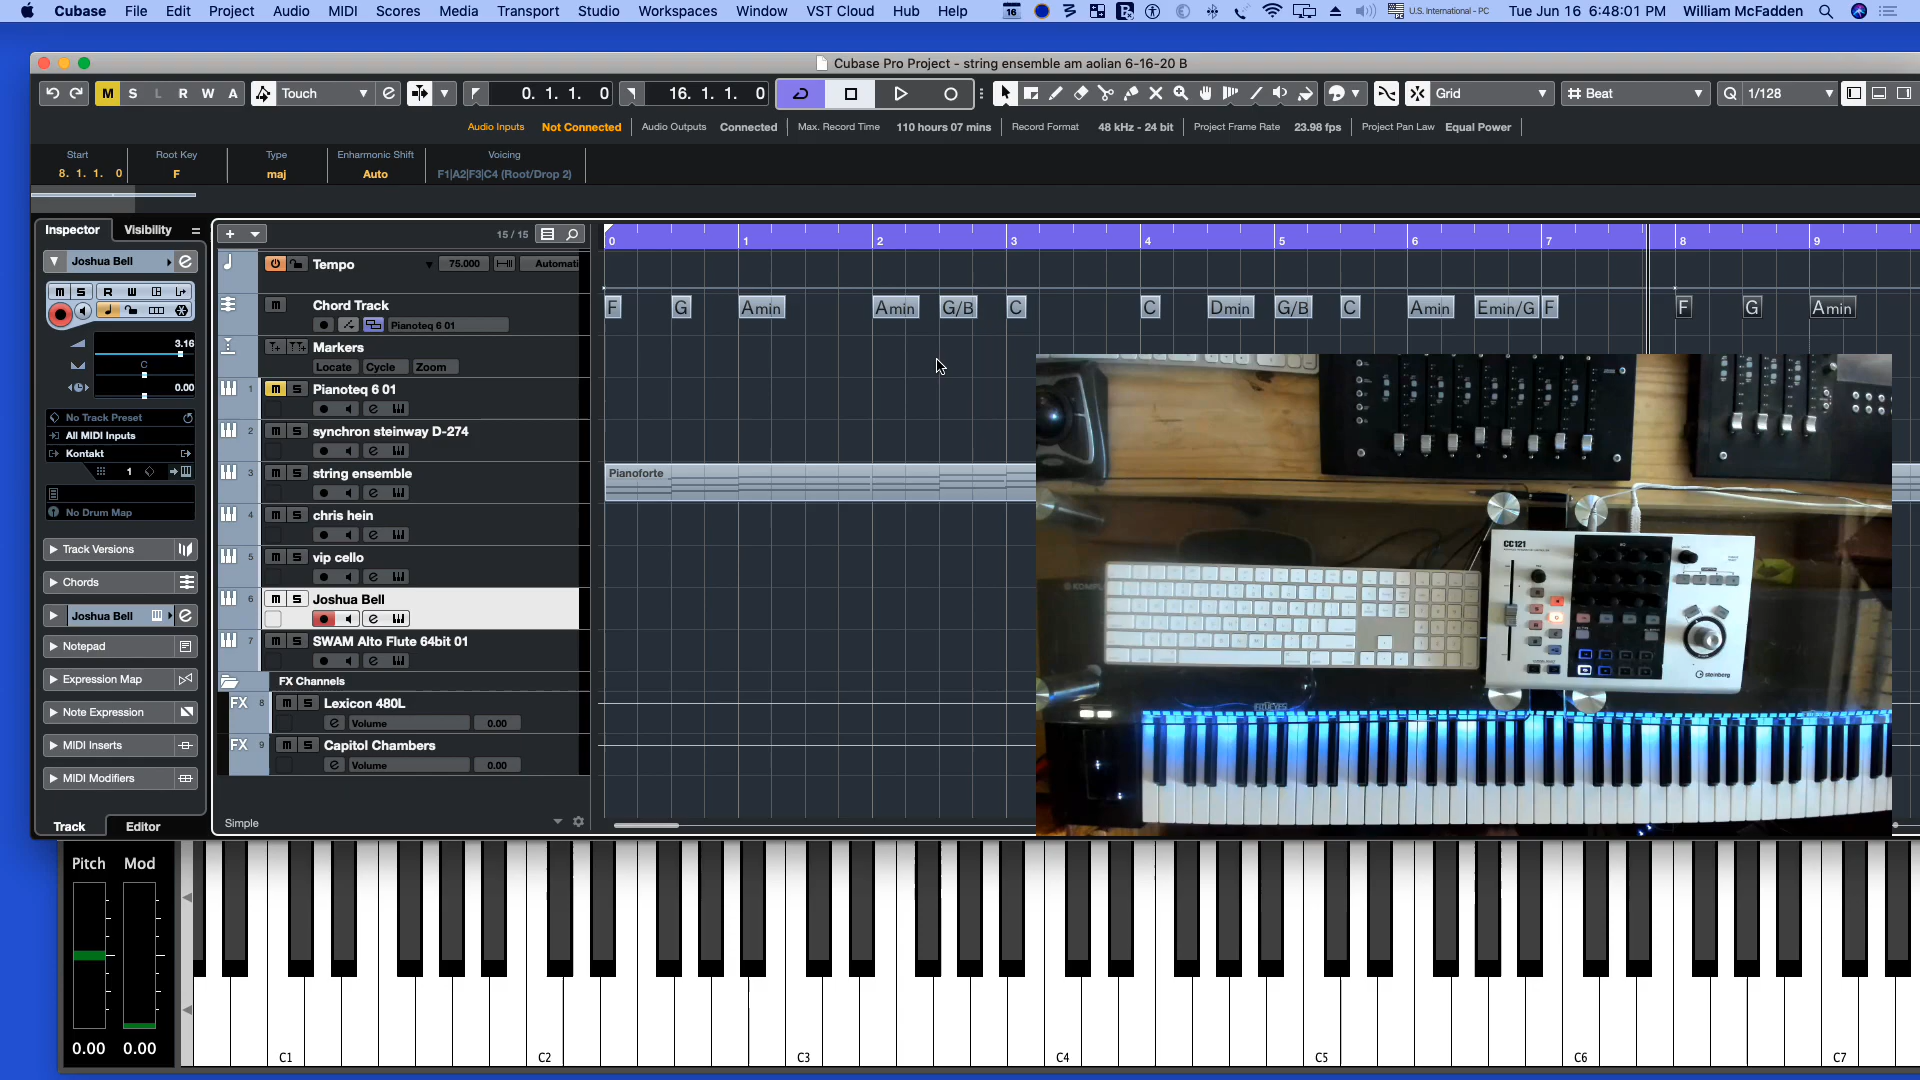 Cubase File Edit Project Audio MIDI Scores Media Transport Studio Workspaces Window VST Cloud Hub Help 16 U.S. International - PC Tue Jun 16 6:48:01 PM William McFadden
Cubase Pro Project - string ensemble am aolian 6-16-20 B
M S L R W A Touch 0. 1. 1. 0 16. 1. 1. 0 Grid Beat Q 1/128
Audio Inputs Not Connected Audio Outputs Connected Max. Record Time 110 hours 07 mins Record Format 48 kHz - 24 bit Project Frame Rate 23.98 fps Project Pan Law Equal Power
Start Root Key Type Enharmonic Shift Voicing
8. 1. 1. 0 F maj Auto F1|A2|F3|C4 (Root/Drop 2)
Inspector Visibility
15 / 15
0 1 2 3 4 5 6 7 8 9
Joshua Bell
m S R W
3.16
C
0.00
No Track Preset
All MIDI Inputs
Kontakt
1
No Drum Map
Track Versions
Chords
Joshua Bell
Notepad
Expression Map
Note Expression
MIDI Inserts
MIDI Modifiers
Track Editor
Tempo 75.000 Automati
Chord Track
Pianoteq 6 01
F G Amin Amin G/B C C Dmin G/B C Amin Emin/G F F G Amin
Markers
Locate Cycle Zoom
1 m S Pianoteq 6 01
2 m S synchron steinway D-274
3 m S string ensemble
Pianoforte
4 m S chris hein
5 m S vip cello
6 m S Joshua Bell
7 m S SWAM Alto Flute 64bit 01
FX Channels
FX 8 m S Lexicon 480L
Volume 0.00
FX 9 m S Capitol Chambers
Volume 0.00
Simple
CC121
steinberg
Pitch Mod
0.00 0.00
C1 C2 C3 C4 C5 C6 C7